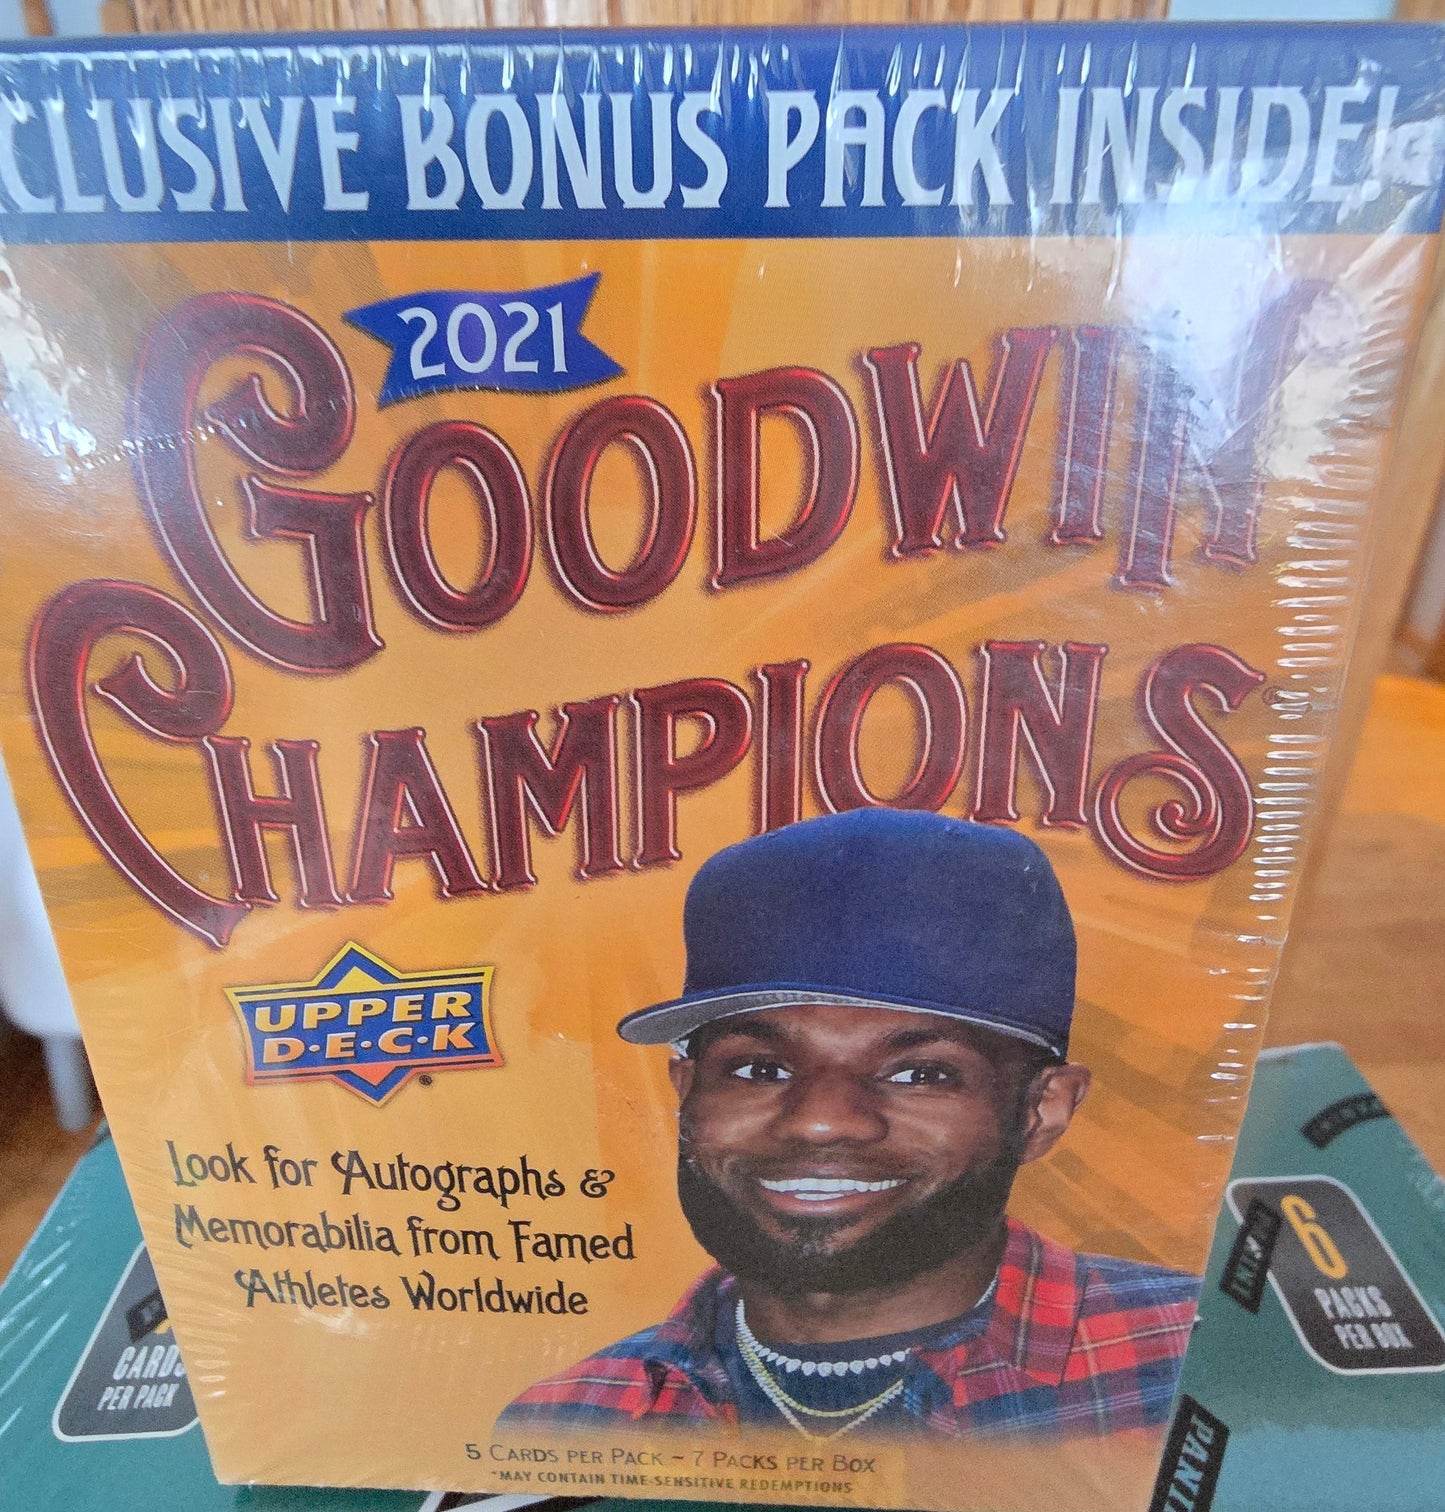 CLUSIVE BONUS PACK INSIDE!
2021
GOODWIN
CHAMPIONS
UPPER
D·E·C·K
Look for Autographs &
Memorabilia from Famed
Athletes Worldwide
5 CARDS PER PACK ~ 7 PACKS PER BOX
*MAY CONTAIN TIME-SENSITIVE REDEMPTIONS
CARDS
PER PACK
6
PACKS
PER BOX
PANI